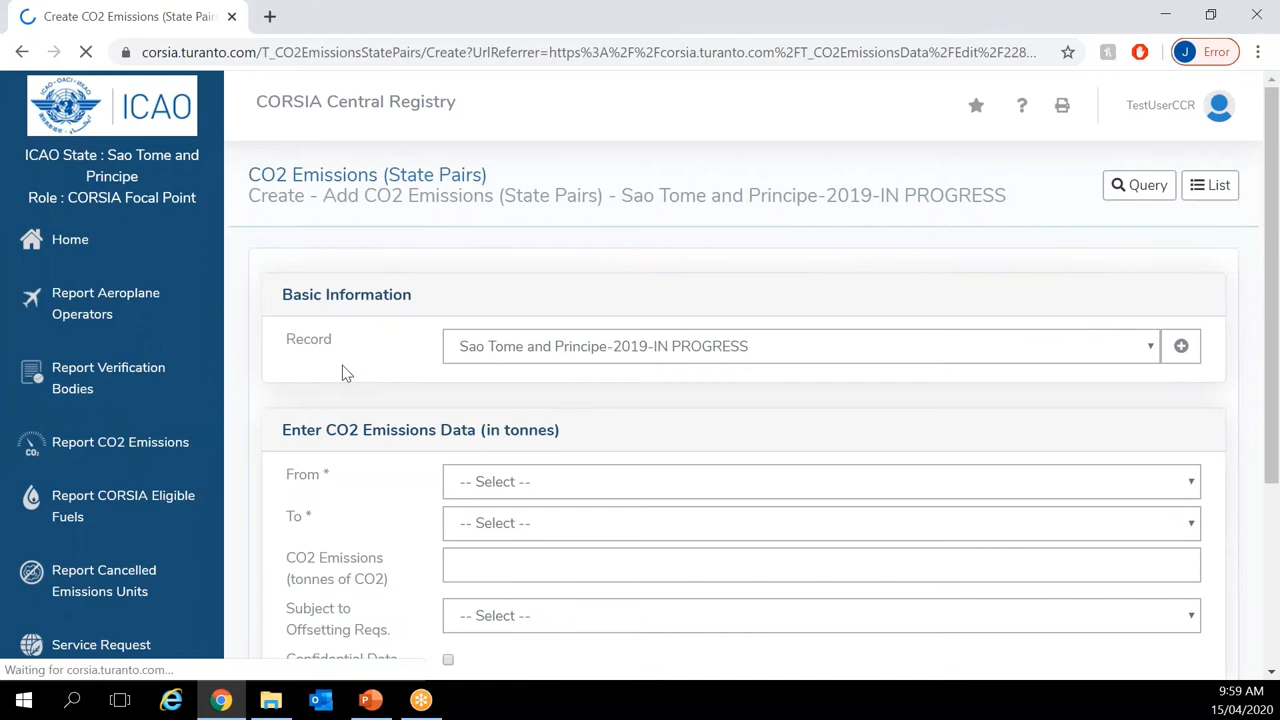 Create CO2 Emissions (State Pairs
corsia.turanto.com/T_CO2EmissionsStatePairs/Create?UrlReferrer=https%3A%2F%2Fcorsia.turanto.com%2FT_CO2EmissionsData%2FEdit%2F228...
J Error
ICAO OACI
ICAO
CORSIA Central Registry
?
TestUserCCR
ICAO State : Sao Tome and
Principe
Role : CORSIA Focal Point
CO2 Emissions (State Pairs)
Create - Add CO2 Emissions (State Pairs) - Sao Tome and Principe-2019-IN PROGRESS
Query
List
Home
Report Aeroplane
Operators
Report Verification
Bodies
CO2
Report CO2 Emissions
Report CORSIA Eligible
Fuels
Report Cancelled
Emissions Units
Service Request
Basic Information
Record
Sao Tome and Principe-2019-IN PROGRESS
Enter CO2 Emissions Data (in tonnes)
From *
-- Select --
To *
-- Select --
CO2 Emissions
(tonnes of CO2)
Subject to
Offsetting Reqs.
-- Select --
Confidential Data
Waiting for corsia.turanto.com...
9:59 AM
15/04/2020